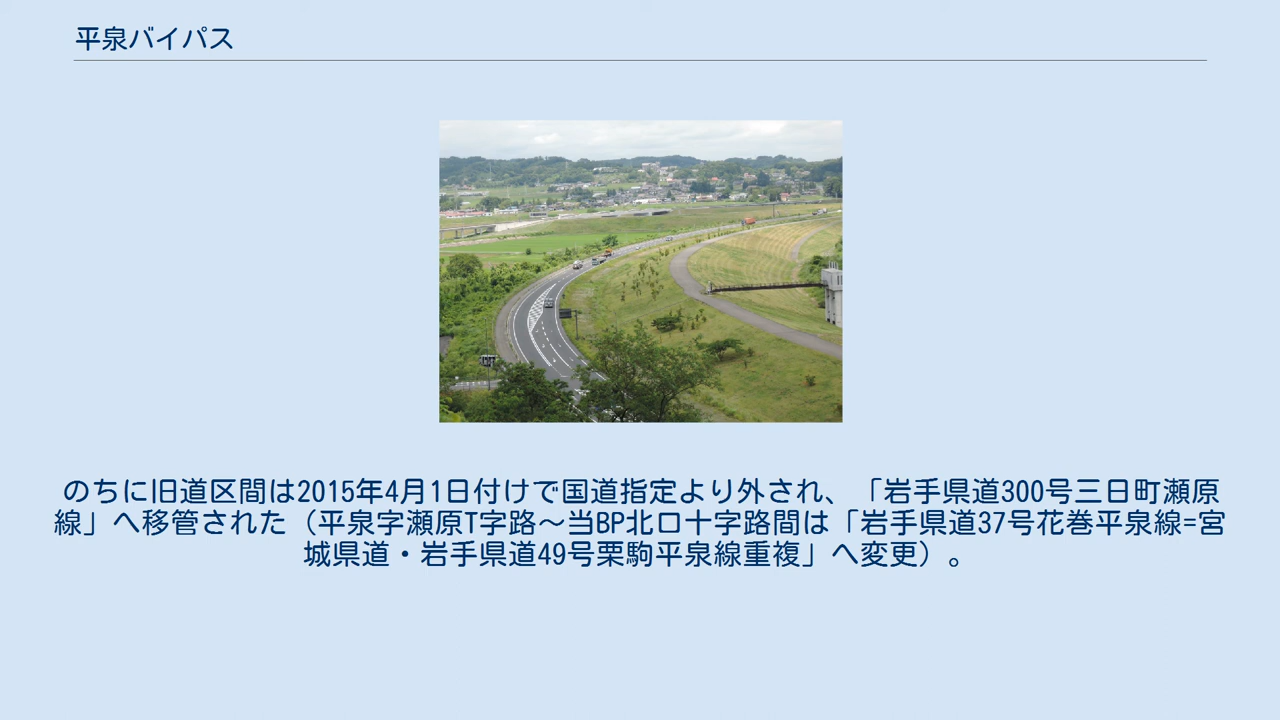 平泉バイパス
のちに旧道区間は2015年4月1日付けで国道指定より外され、「岩手県道300号三日町瀬原
線」へ移管された（平泉字瀬原T字路～当BP北口十字路間は「岩手県道37号花巻平泉線=宮
城県道・岩手県道49号栗駒平泉線重複」へ変更）。